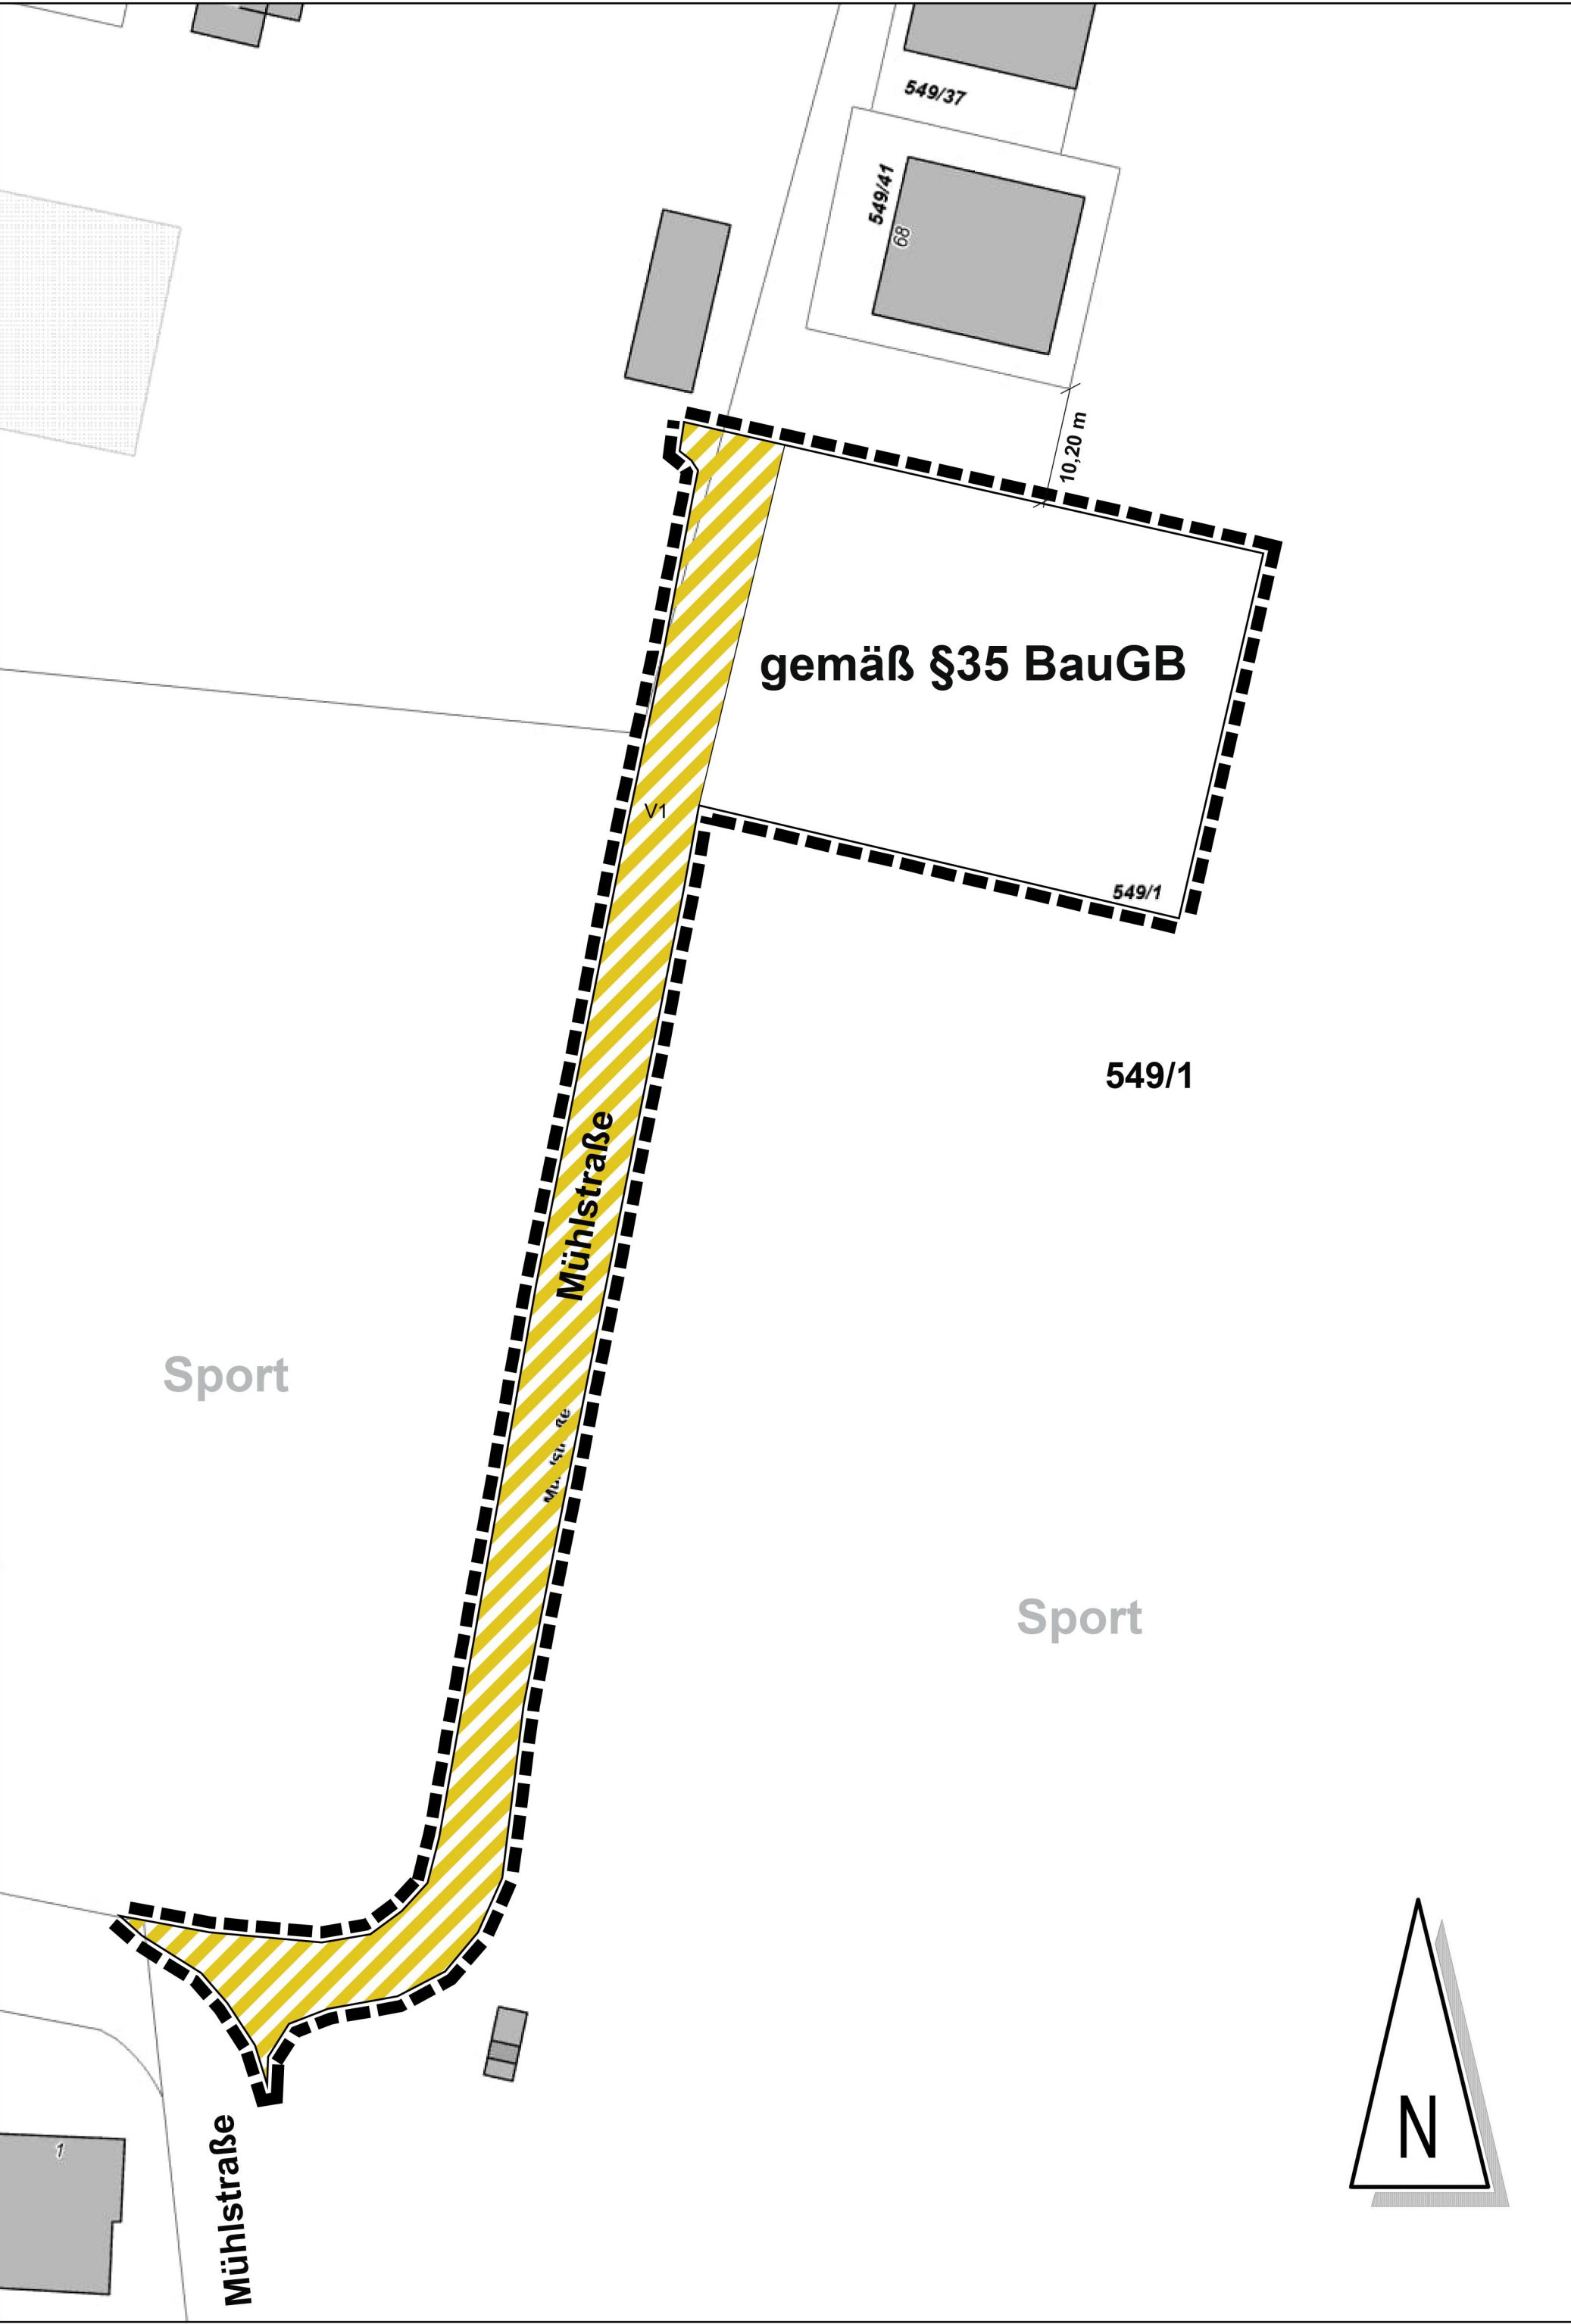 549/37
549/41
68
10,20 m
gemäß §35 BauGB
V1
549/1
549/1
Mühlstraße
Sport
Sport
N
1
Mühlstraße